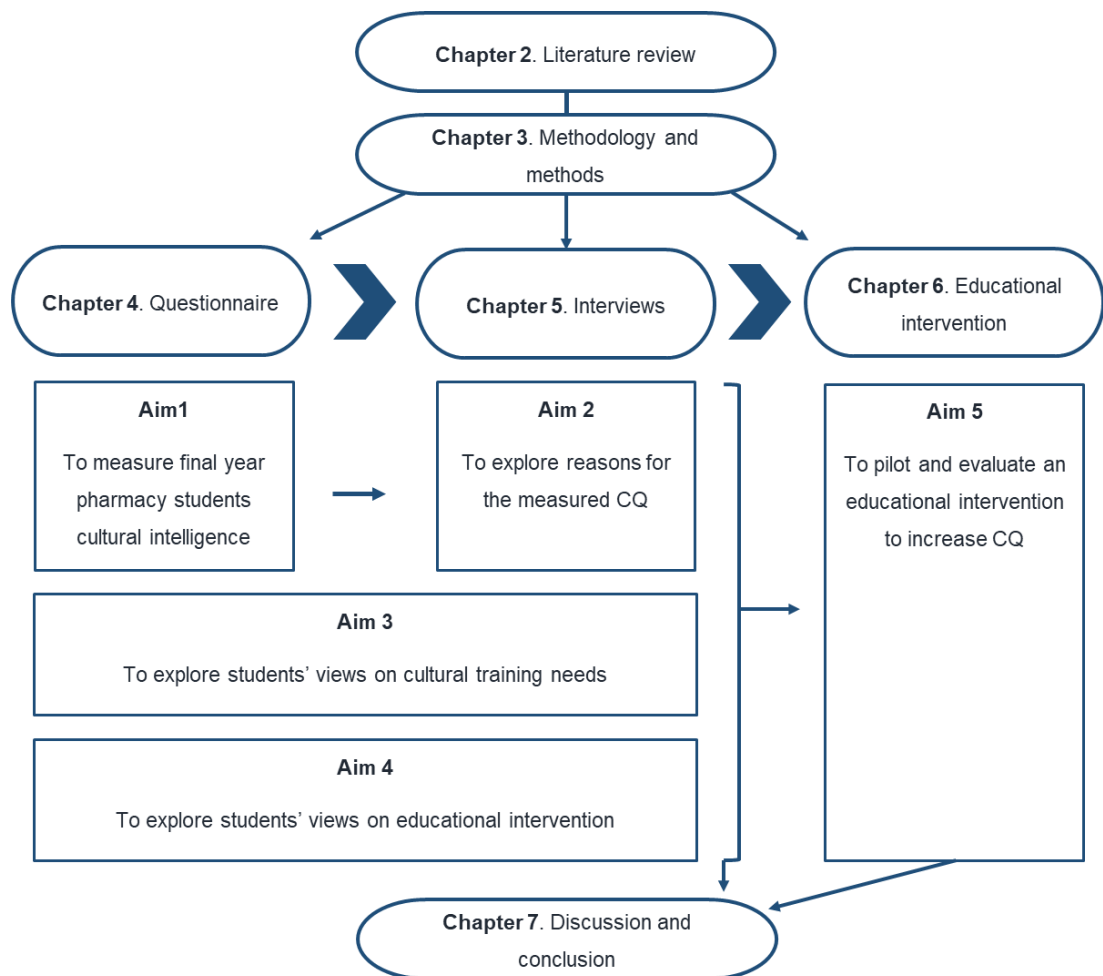 Chapter 2. Literature review
Chapter 3. Methodology and
methods
Chapter 4. Questionnaire
Chapter 5. Interviews
Chapter 6. Educational
intervention
Aim1
To measure final year
pharmacy students
cultural intelligence
Aim 2
To explore reasons for
the measured CQ
Aim 5
To pilot and evaluate an
educational intervention
to increase CQ
Aim 3
To explore students’ views on cultural training needs
Aim 4
To explore students’ views on educational intervention
Chapter 7. Discussion and
conclusion